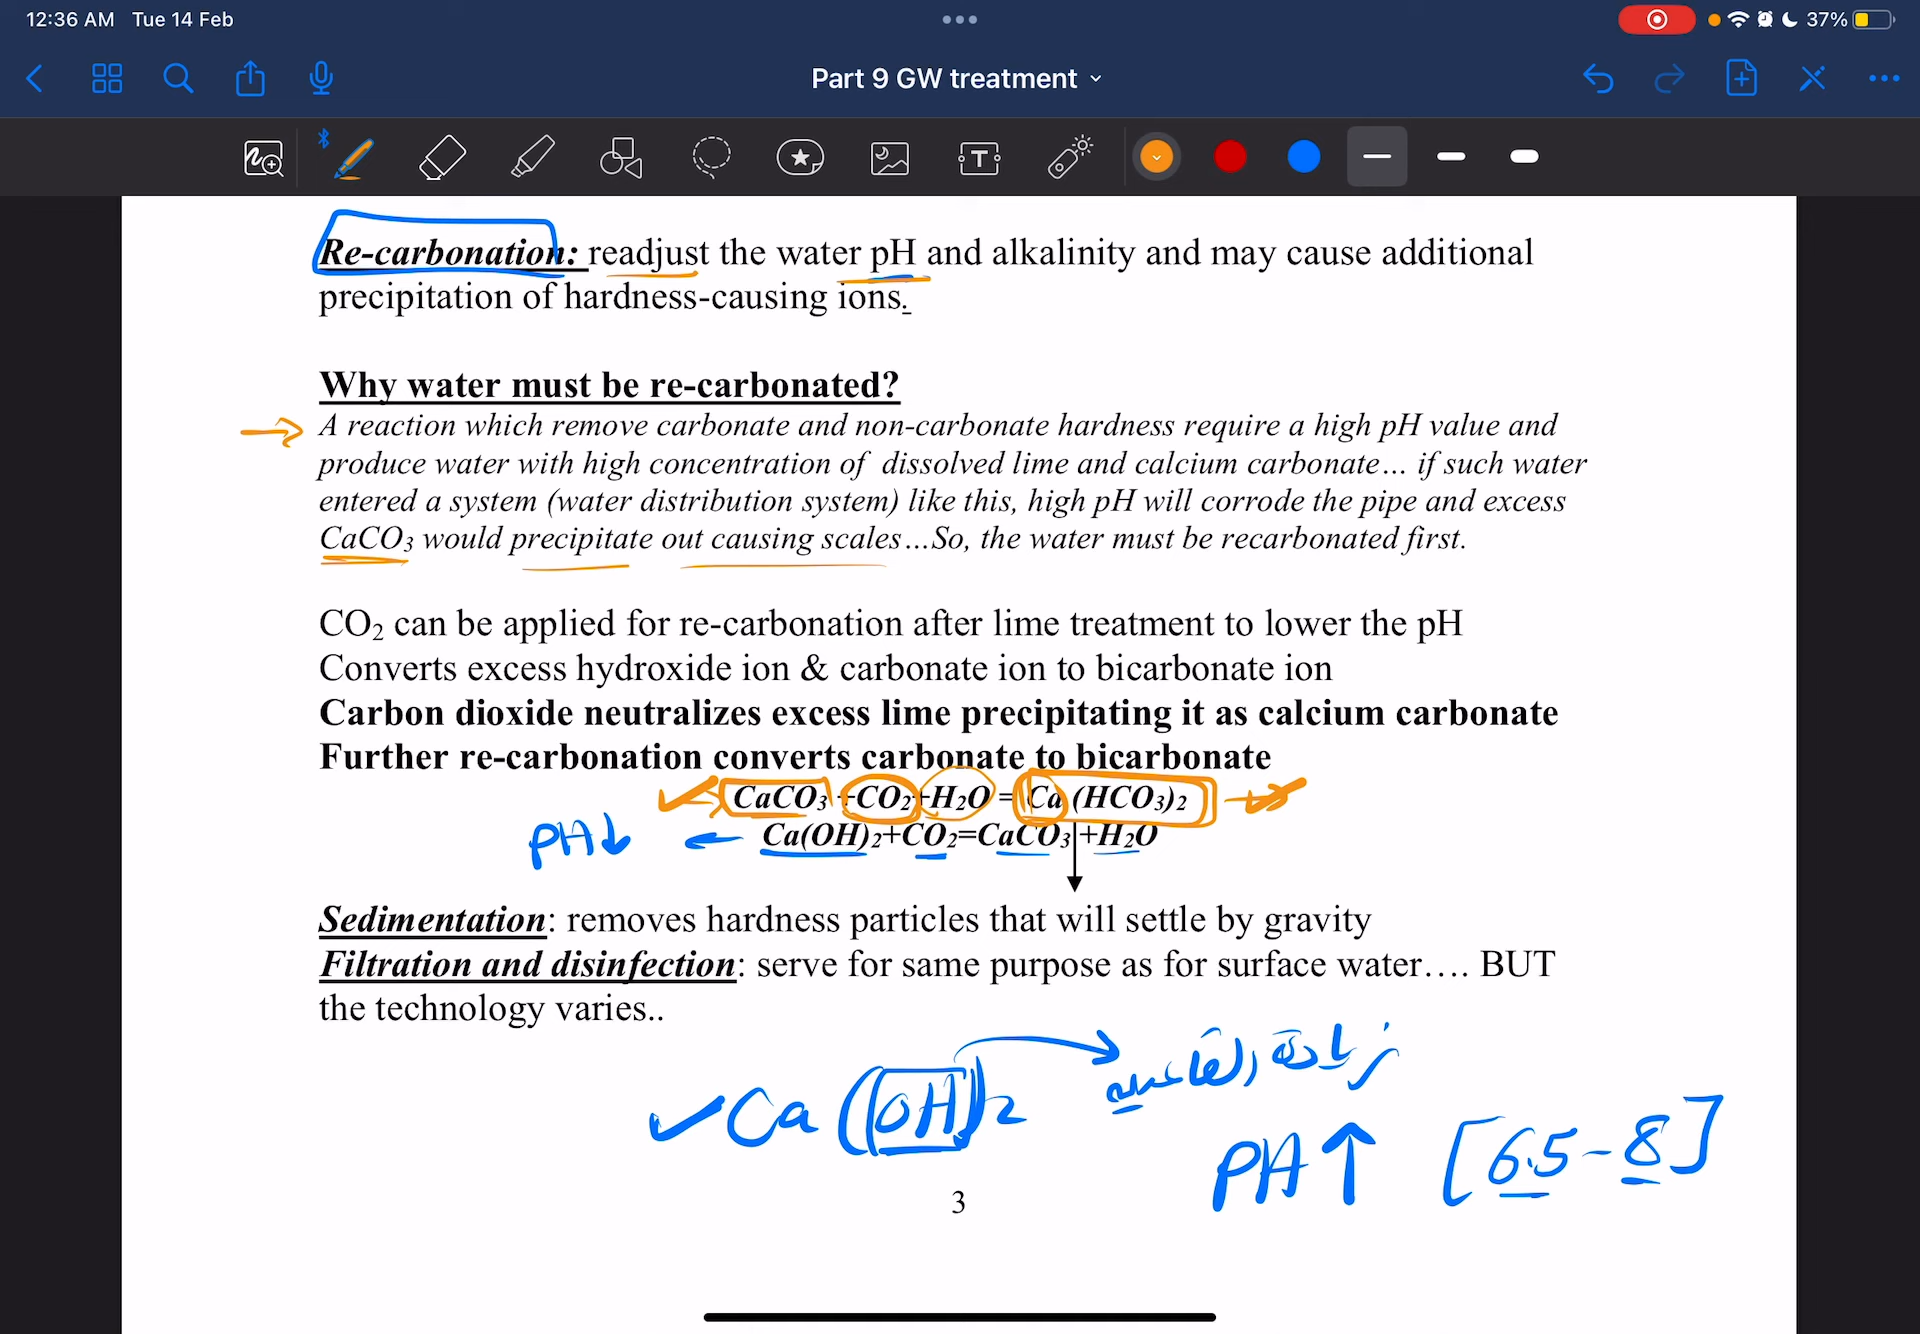 12:36 AM Tue 14 Feb
37%
Part 9 GW treatment
Re-carbonation: readjust the water pH and alkalinity and may cause additional
precipitation of hardness-causing ions.
Why water must be re-carbonated?
A reaction which remove carbonate and non-carbonate hardness require a high pH value and
produce water with high concentration of dissolved lime and calcium carbonate… if such water
entered a system (water distribution system) like this, high pH will corrode the pipe and excess
CaCO₃ would precipitate out causing scales…So, the water must be recarbonated first.
CO₂ can be applied for re-carbonation after lime treatment to lower the pH
Converts excess hydroxide ion & carbonate ion to bicarbonate ion
Carbon dioxide neutralizes excess lime precipitating it as calcium carbonate
Further re-carbonation converts carbonate to bicarbonate
CaCO₃ +CO₂+H₂O = Ca (HCO₃)₂
PH↓ ← Ca(OH)₂+CO₂=CaCO₃ +H₂O
Sedimentation: removes hardness particles that will settle by gravity
Filtration and disinfection: serve for same purpose as for surface water…. BUT
the technology varies..
زيادة القاعدية
Ca(OH)₂
PH↑ [6.5-8]
3